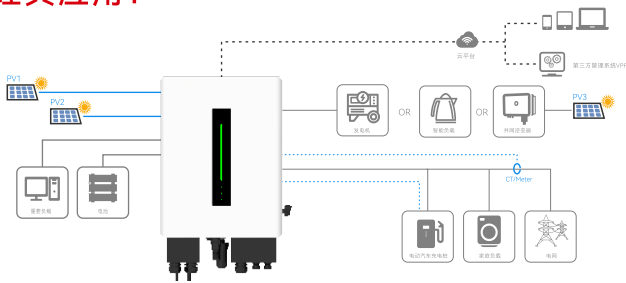 云平台
第三方管理系统VPP
PV1
PV2
PV3
发电机
OR
智能负载
OR
并网逆变器
CT/Meter
重要负载
电池
电动汽车充电桩
家庭负载
电网